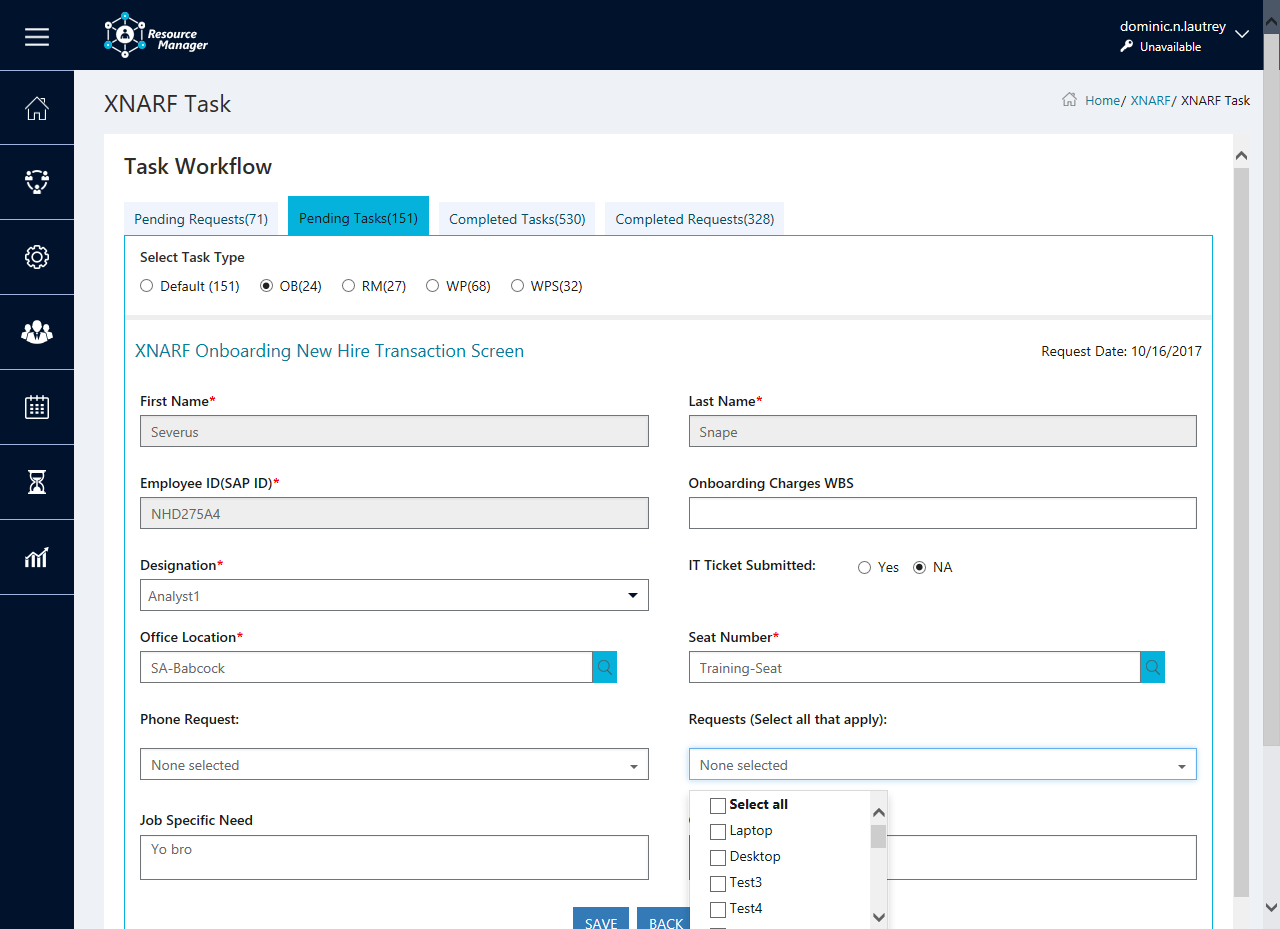 Resource
Manager
dominic.n.lautrey
Unavailable
XNARF Task
Home/ XNARF/ XNARF Task
Task Workflow
Pending Requests(71) Pending Tasks(151) Completed Tasks(530) Completed Requests(328)
Select Task Type
Default (151) OB(24) RM(27) WP(68) WPS(32)
XNARF Onboarding New Hire Transaction Screen Request Date: 10/16/2017
First Name* Last Name*
Severus Snape
Employee ID(SAP ID)* Onboarding Charges WBS
NHD275A4
Designation* IT Ticket Submitted: Yes NA
Analyst1
Office Location* Seat Number*
SA-Babcock Training-Seat
Phone Request: Requests (Select all that apply):
None selected None selected
Select all
Job Specific Need
Laptop
Yo bro
Desktop
Test3
Test4
SAVE BACK